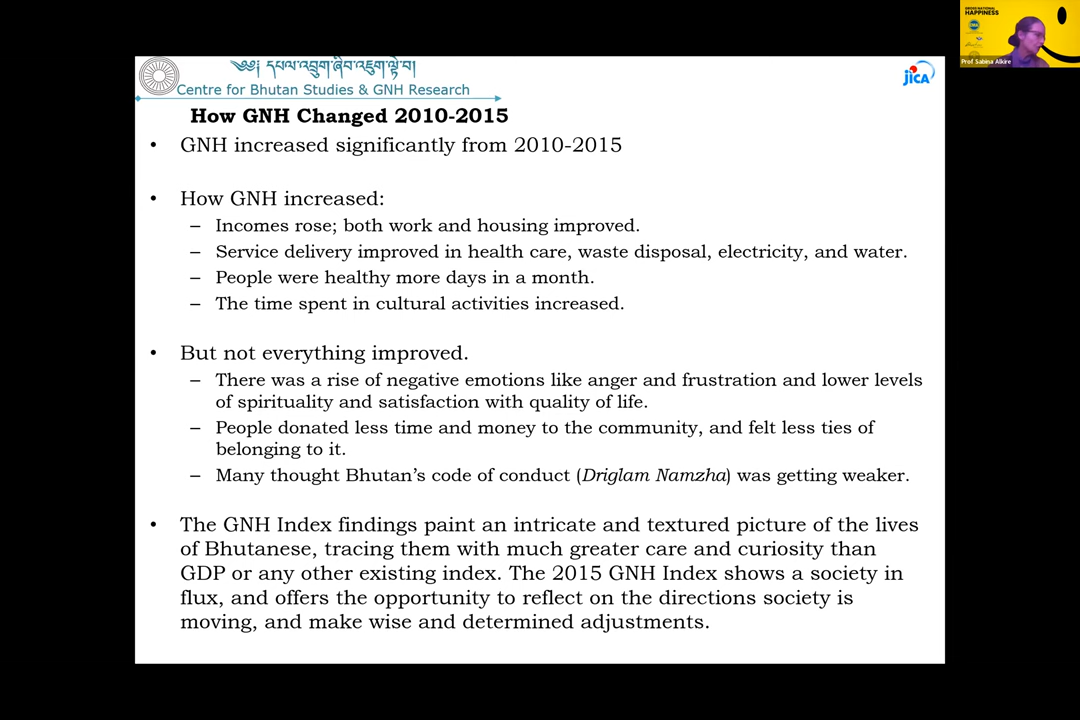 ༄༅། དཔལ་འབྲུག་ཞིབ་འཇུག་ལྟེ་བ།
Centre for Bhutan Studies & GNH Research
JICA
How GNH Changed 2010-2015
• GNH increased significantly from 2010-2015
• How GNH increased:
– Incomes rose; both work and housing improved.
– Service delivery improved in health care, waste disposal, electricity, and water.
– People were healthy more days in a month.
– The time spent in cultural activities increased.
• But not everything improved.
– There was a rise of negative emotions like anger and frustration and lower levels
of spirituality and satisfaction with quality of life.
– People donated less time and money to the community, and felt less ties of
belonging to it.
– Many thought Bhutan’s code of conduct (Driglam Namzha) was getting weaker.
• The GNH Index findings paint an intricate and textured picture of the lives
of Bhutanese, tracing them with much greater care and curiosity than
GDP or any other existing index. The 2015 GNH Index shows a society in
flux, and offers the opportunity to reflect on the directions society is
moving, and make wise and determined adjustments.
GROSS NATIONAL
HAPPINESS
Prof Sabina Alkire